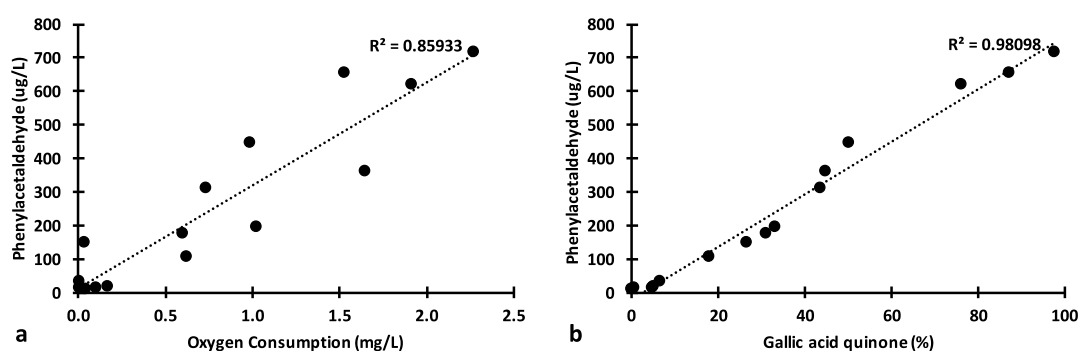 800
700
600
500
400
300
200
100
0
Phenylacetaldehyde (ug/L)
R² = 0.85933
0.0 0.5 1.0 1.5 2.0 2.5
a Oxygen Consumption (mg/L)
800
700
600
500
400
300
200
100
0
Phenylacetaldehyde (ug/L)
R² = 0.98098
0 20 40 60 80 100
b Gallic acid quinone (%)